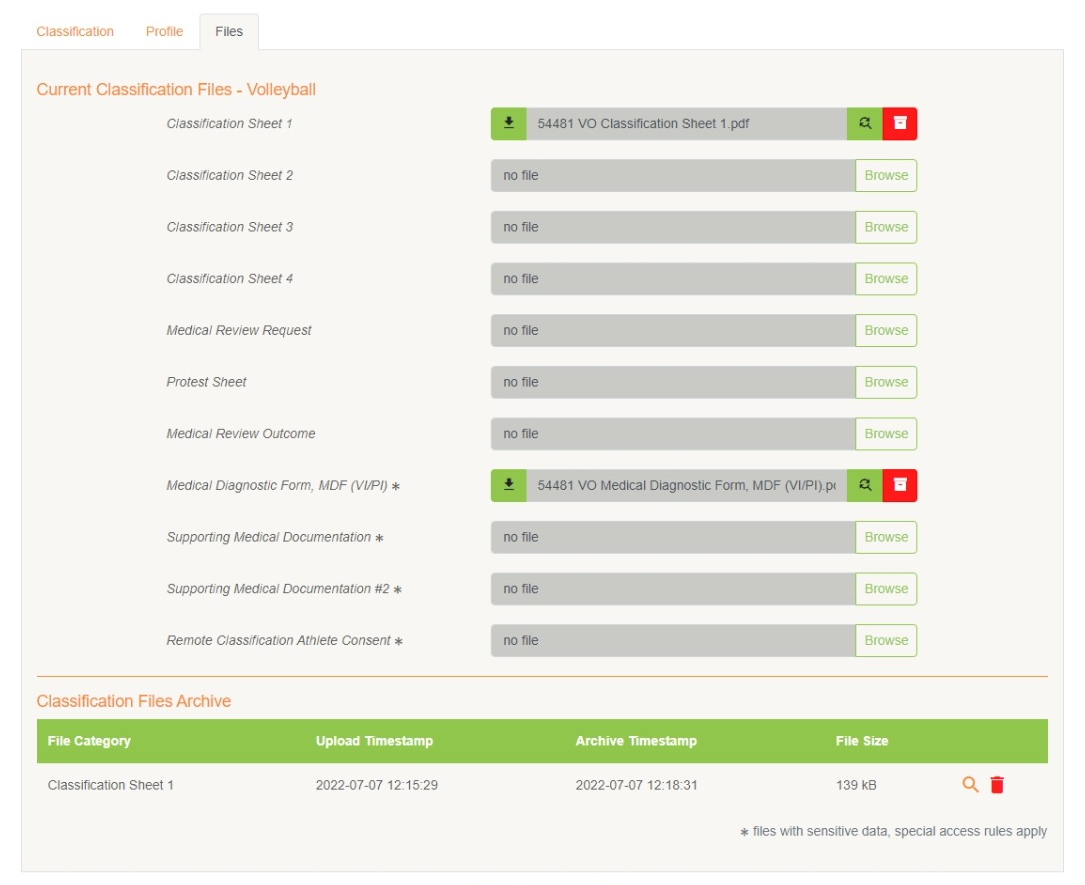 Classification Profile Files
Current Classification Files - Volleyball
Classification Sheet 1 54481 VO Classification Sheet 1.pdf
Classification Sheet 2 no file Browse
Classification Sheet 3 no file Browse
Classification Sheet 4 no file Browse
Medical Review Request no file Browse
Protest Sheet no file Browse
Medical Review Outcome no file Browse
Medical Diagnostic Form, MDF (VI/PI) * 54481 VO Medical Diagnostic Form, MDF (VI/PI).pd
Supporting Medical Documentation * no file Browse
Supporting Medical Documentation #2 * no file Browse
Remote Classification Athlete Consent * no file Browse
Classification Files Archive
File Category Upload Timestamp Archive Timestamp File Size
Classification Sheet 1 2022-07-07 12:15:29 2022-07-07 12:18:31 139 kB
* files with sensitive data, special access rules apply